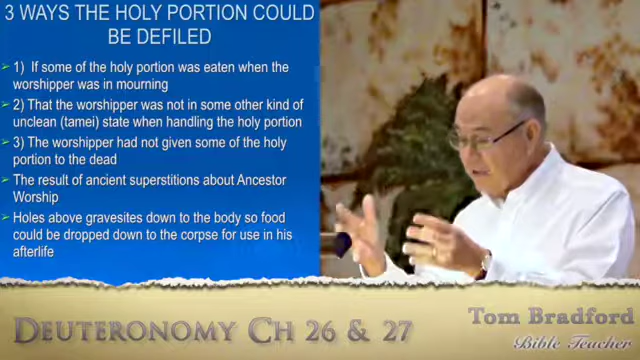 3 WAYS THE HOLY PORTION COULD
BE DEFILED
➢ 1) If some of the holy portion was eaten when the
worshipper was in mourning
➢ 2) That the worshipper was not in some other kind of
unclean (tamei) state when handling the holy portion
➢ 3) The worshipper had not given some of the holy
portion to the dead
➢ The result of ancient superstitions about Ancestor
Worship
➢ Holes above gravesites down to the body so food
could be dropped down to the corpse for use in his
afterlife
DEUTERONOMY CH 26 & 27
Tom Bradford
Bible Teacher